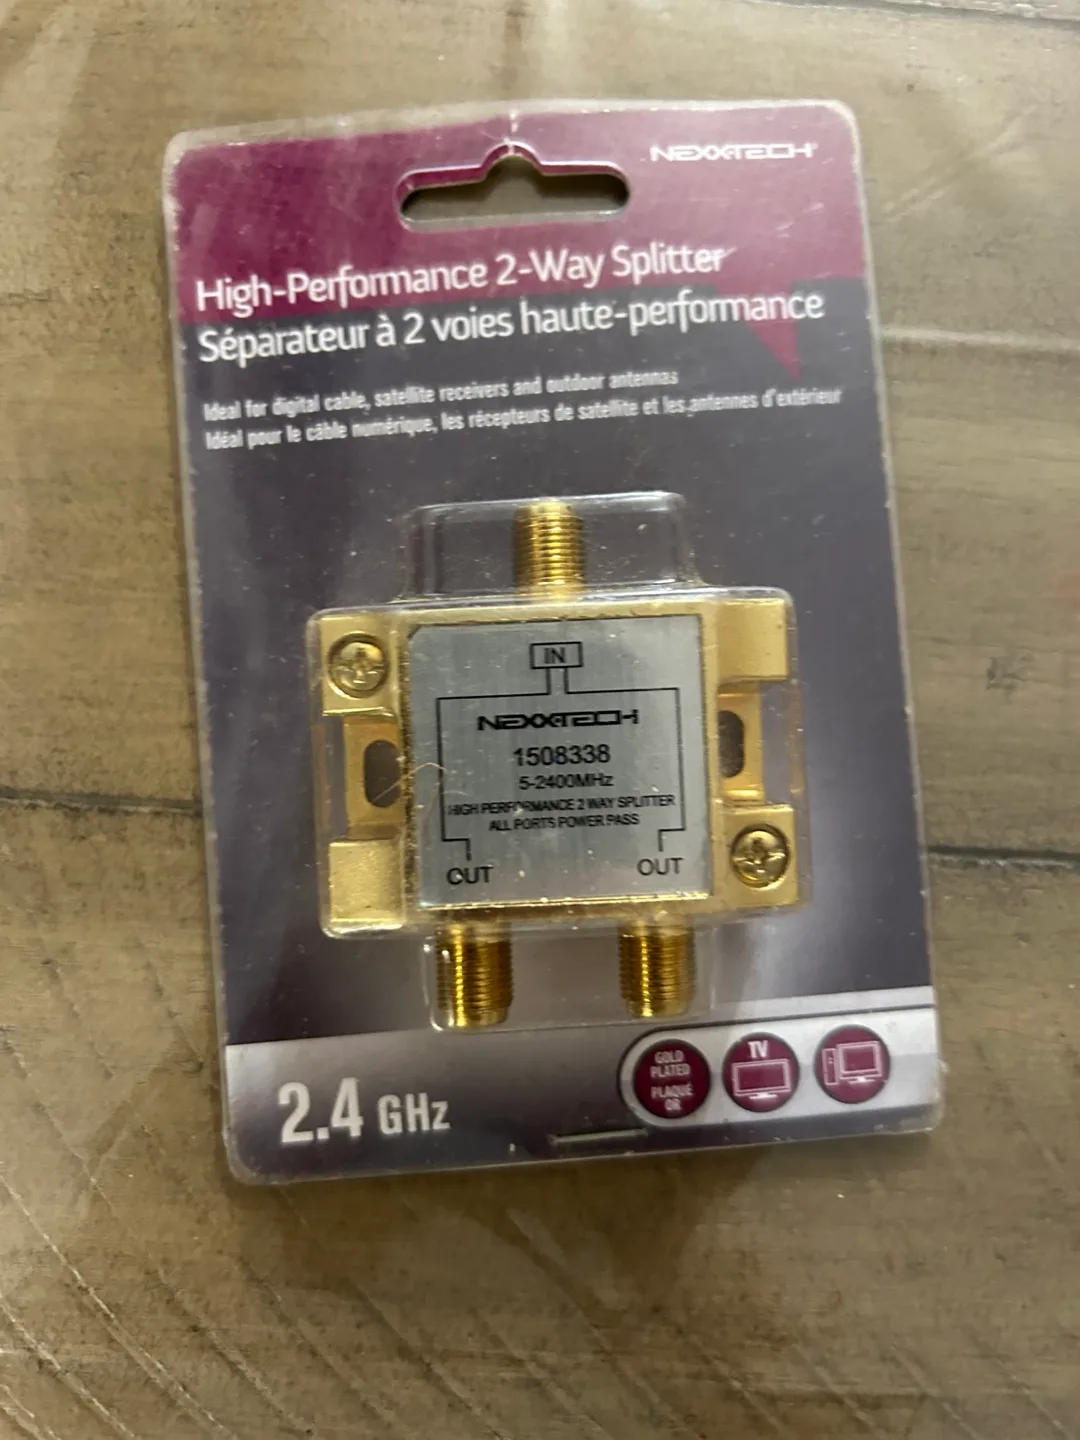 NEXXTECH
High-Performance 2-Way Splitter
Séparateur à 2 voies haute-performance
Ideal for digital cable, satellite receivers and outdoor antennas
Idéal pour le câble numérique, les récepteurs de satellite et les antennes d'extérieur
IN
NEXXTECH
1508338
5-2400MHz
HIGH PERFORMANCE 2 WAY SPLITTER
ALL PORTS POWER PASS
OUT OUT
2.4 GHz
GOLD
PLATED
PLAQUÉ
OR
TV